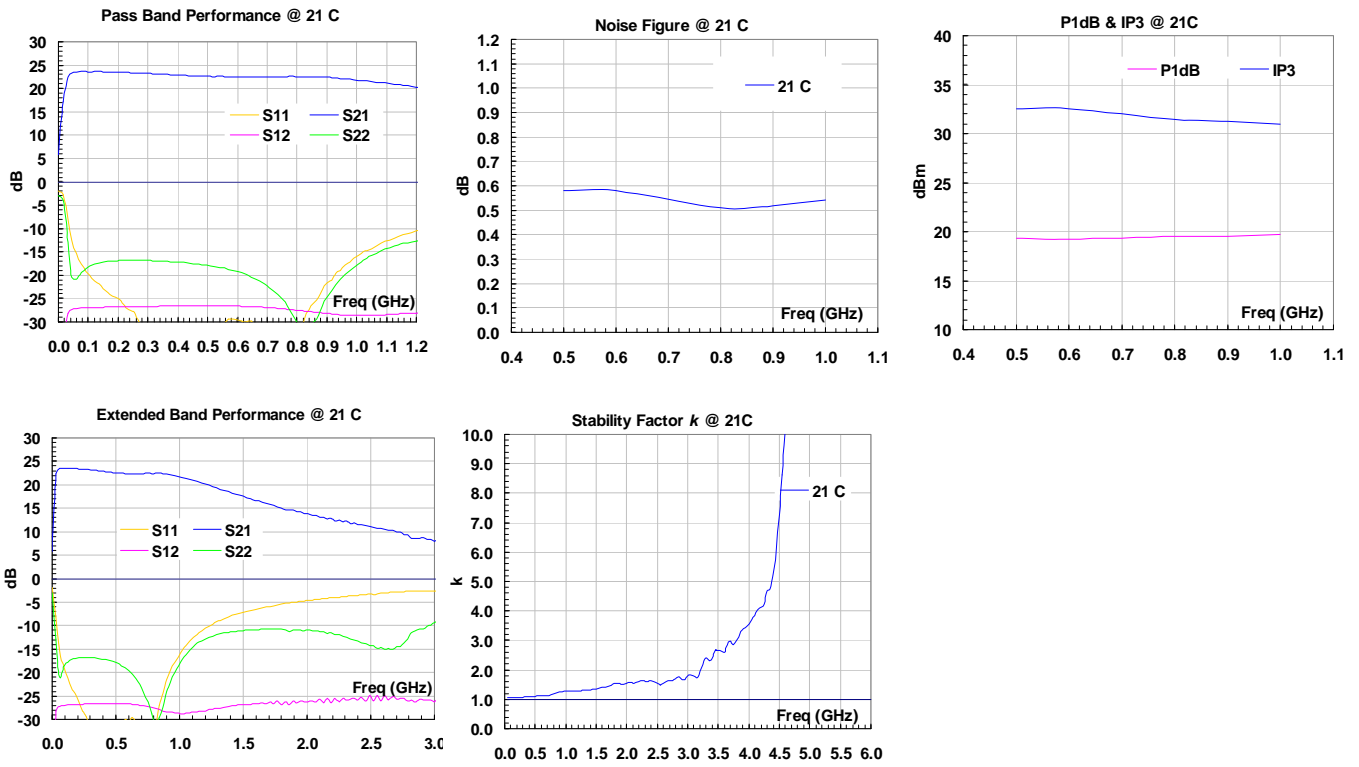 Pass Band Performance @ 21 C
30
25
20
15
10
5
0
-5
-10
-15
-20
-25
-30
dB
S11 S21
S12 S22
Freq (GHz)
0.0 0.1 0.2 0.3 0.4 0.5 0.6 0.7 0.8 0.9 1.0 1.1 1.2
Noise Figure @ 21 C
1.2
1.1
1.0
0.9
0.8
0.7
0.6
0.5
0.4
0.3
0.2
0.1
0.0
dB
21 C
Freq (GHz)
0.4 0.5 0.6 0.7 0.8 0.9 1.0 1.1
P1dB & IP3 @ 21C
40
35
30
25
20
15
10
dBm
P1dB IP3
Freq (GHz)
0.4 0.5 0.6 0.7 0.8 0.9 1.0 1.1
Extended Band Performance @ 21 C
30
25
20
15
10
5
0
-5
-10
-15
-20
-25
-30
dB
S11 S21
S12 S22
Freq (GHz)
0.0 0.5 1.0 1.5 2.0 2.5 3.0
Stability Factor k @ 21C
10.0
9.0
8.0
7.0
6.0
5.0
4.0
3.0
2.0
1.0
0.0
k
21 C
Freq (GHz)
0.0 0.5 1.0 1.5 2.0 2.5 3.0 3.5 4.0 4.5 5.0 5.5 6.0